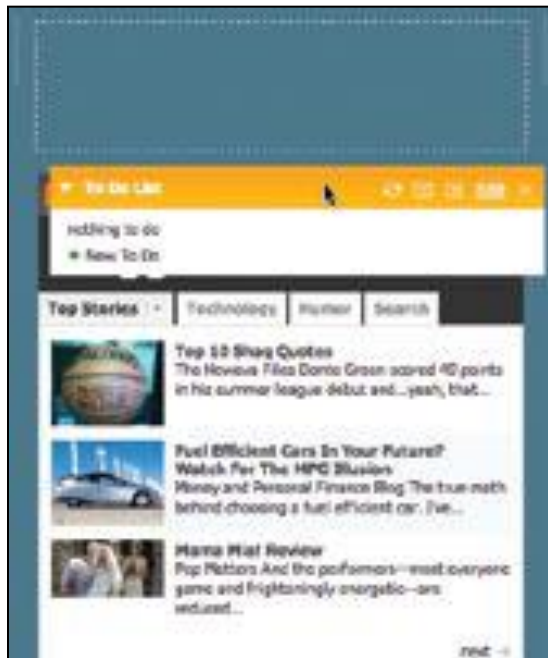 To Do List
nothing to do
New To Do
Top Stories
Technology
Humor
Search
Top 10 Shaq Quotes
The Howeva Files Donte Green scored 40 points
in his summer league debut and...yeah, that...
Fuel Efficient Cars In Your Future?
Watch For The MPG Illusion
Money and Personal Finance Blog The true math
behind choosing a fuel efficient car. I've...
Mama Mia! Review
Pop Matters And the performers—most everyone
game and frighteningly energetic—are
reduced...
next